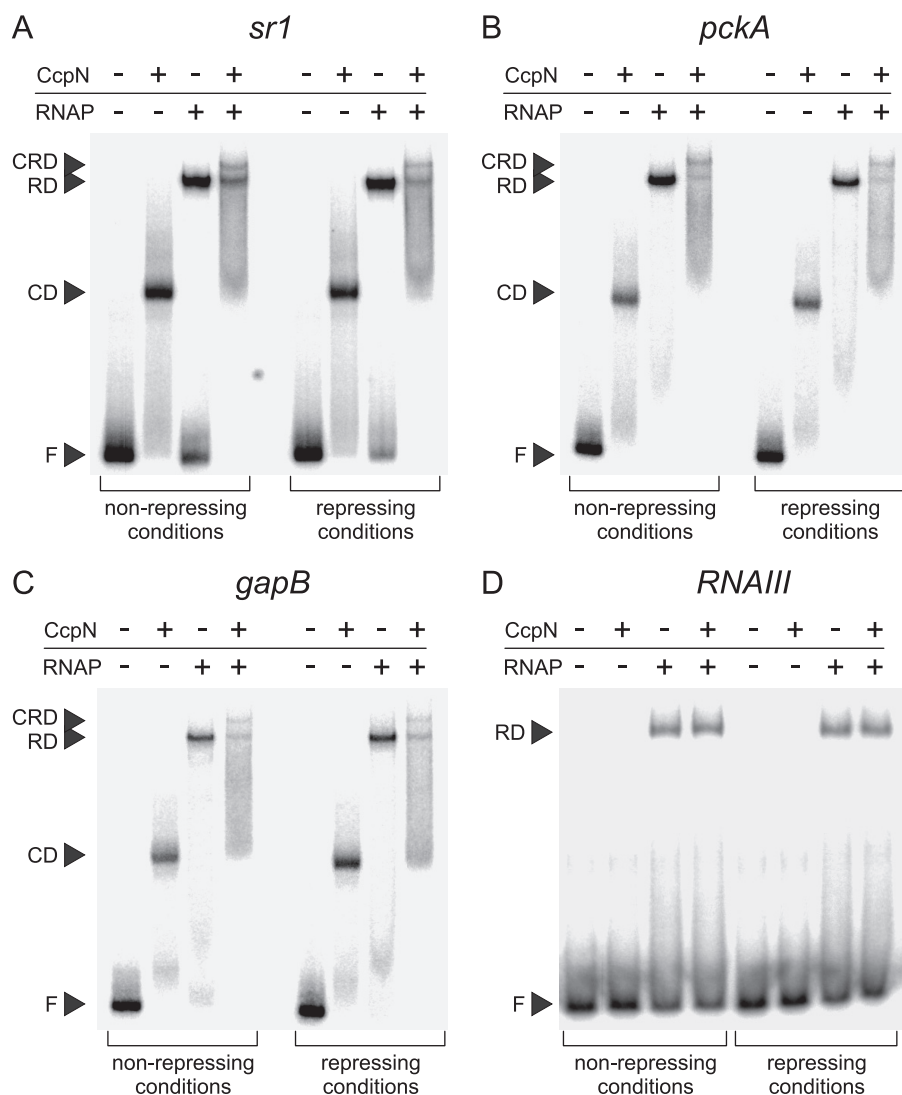 A sr1
CcpN - + - + - + - +
RNAP - - + + - - + +
CRD
RD
CD
F
non-repressing conditions
repressing conditions
B pckA
CcpN - + - + - + - +
RNAP - - + + - - + +
CRD
RD
CD
F
non-repressing conditions
repressing conditions
C gapB
CcpN - + - + - + - +
RNAP - - + + - - + +
CRD
RD
CD
F
non-repressing conditions
repressing conditions
D RNAIII
CcpN - + - + - + - +
RNAP - - + + - - + +
RD
F
non-repressing conditions
repressing conditions